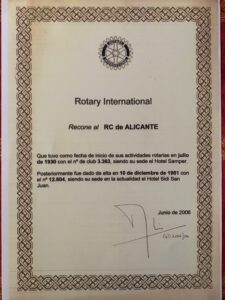 Rotary International
Recone al RC de ALICANTE
Que tuvo como fecha de inicio de sus actividades rotarias en julio
de 1930 con el nº de club 3.363, siendo su sede el Hotel Samper.
Posteriormente fue dado de alta en 10 de diciembre de 1981 con
el nº 12.804, siendo su sede en la actualidad el Hotel Sidi San
Juan.
Junio de 2006